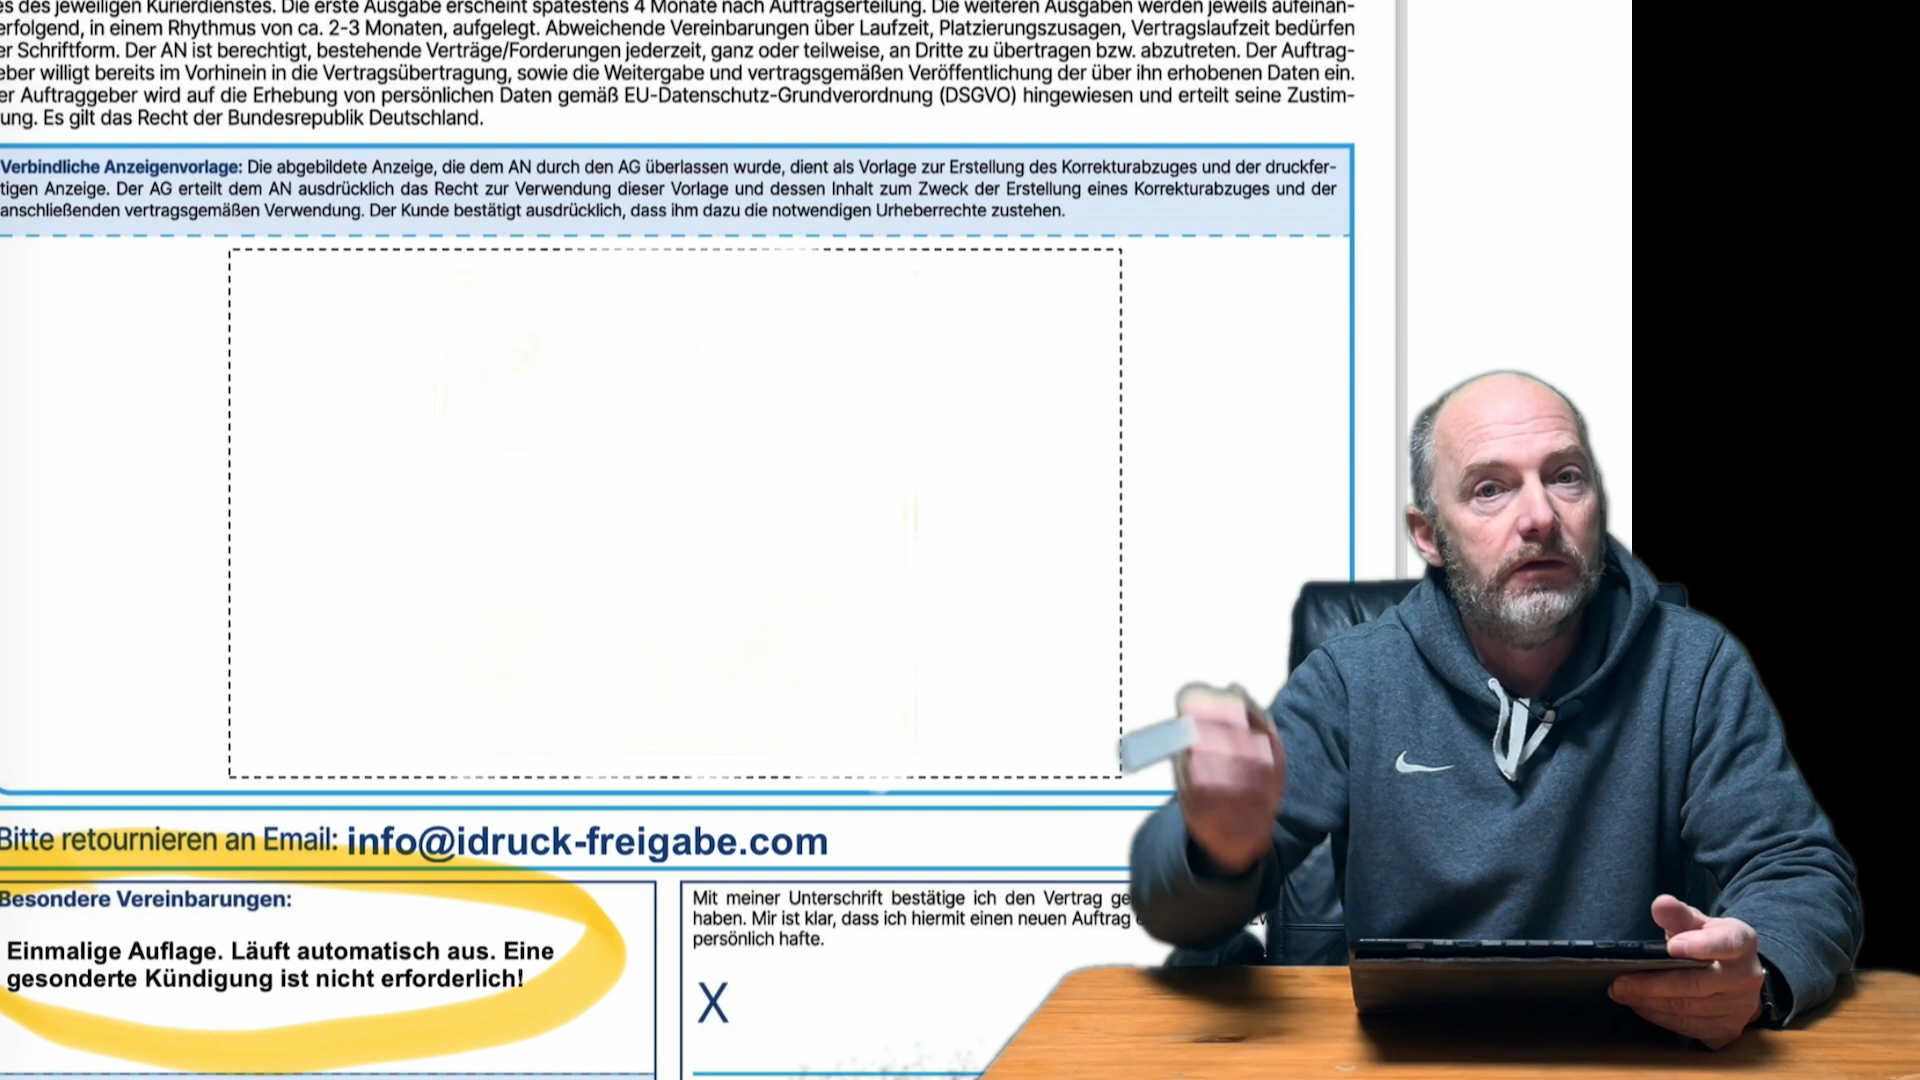 es des jeweiligen Kurierdienstes. Die erste Ausgabe erscheint spätestens 4 Monate nach Auftragserteilung. Die weiteren Ausgaben werden jeweils aufeinan-
erfolgend, in einem Rhythmus von ca. 2-3 Monaten, aufgelegt. Abweichende Vereinbarungen über Laufzeit, Platzierungszusagen, Vertragslaufzeit bedürfen
er Schriftform. Der AN ist berechtigt, bestehende Verträge/Forderungen jederzeit, ganz oder teilweise, an Dritte zu übertragen bzw. abzutreten. Der Auftrag-
eber willigt bereits im Vorhinein in die Vertragsübertragung, sowie die Weitergabe und vertragsgemäßen Veröffentlichung der über ihn erhobenen Daten ein.
er Auftraggeber wird auf die Erhebung von persönlichen Daten gemäß EU-Datenschutz-Grundverordnung (DSGVO) hingewiesen und erteilt seine Zustim-
ung. Es gilt das Recht der Bundesrepublik Deutschland.
Verbindliche Anzeigenvorlage: Die abgebildete Anzeige, die dem AN durch den AG überlassen wurde, dient als Vorlage zur Erstellung des Korrekturabzuges und der druckfer-
tigen Anzeige. Der AG erteilt dem AN ausdrücklich das Recht zur Verwendung dieser Vorlage und dessen Inhalt zum Zweck der Erstellung eines Korrekturabzuges und der
anschließenden vertragsgemäßen Verwendung. Der Kunde bestätigt ausdrücklich, dass ihm dazu die notwendigen Urheberrechte zustehen.
Bitte retournieren an Email: info@idruck-freigabe.com
Besondere Vereinbarungen:
Einmalige Auflage. Läuft automatisch aus. Eine
gesonderte Kündigung ist nicht erforderlich!
Mit meiner Unterschrift bestätige ich den Vertrag ge
haben. Mir ist klar, dass ich hiermit einen neuen Auftrag
persönlich hafte.
X